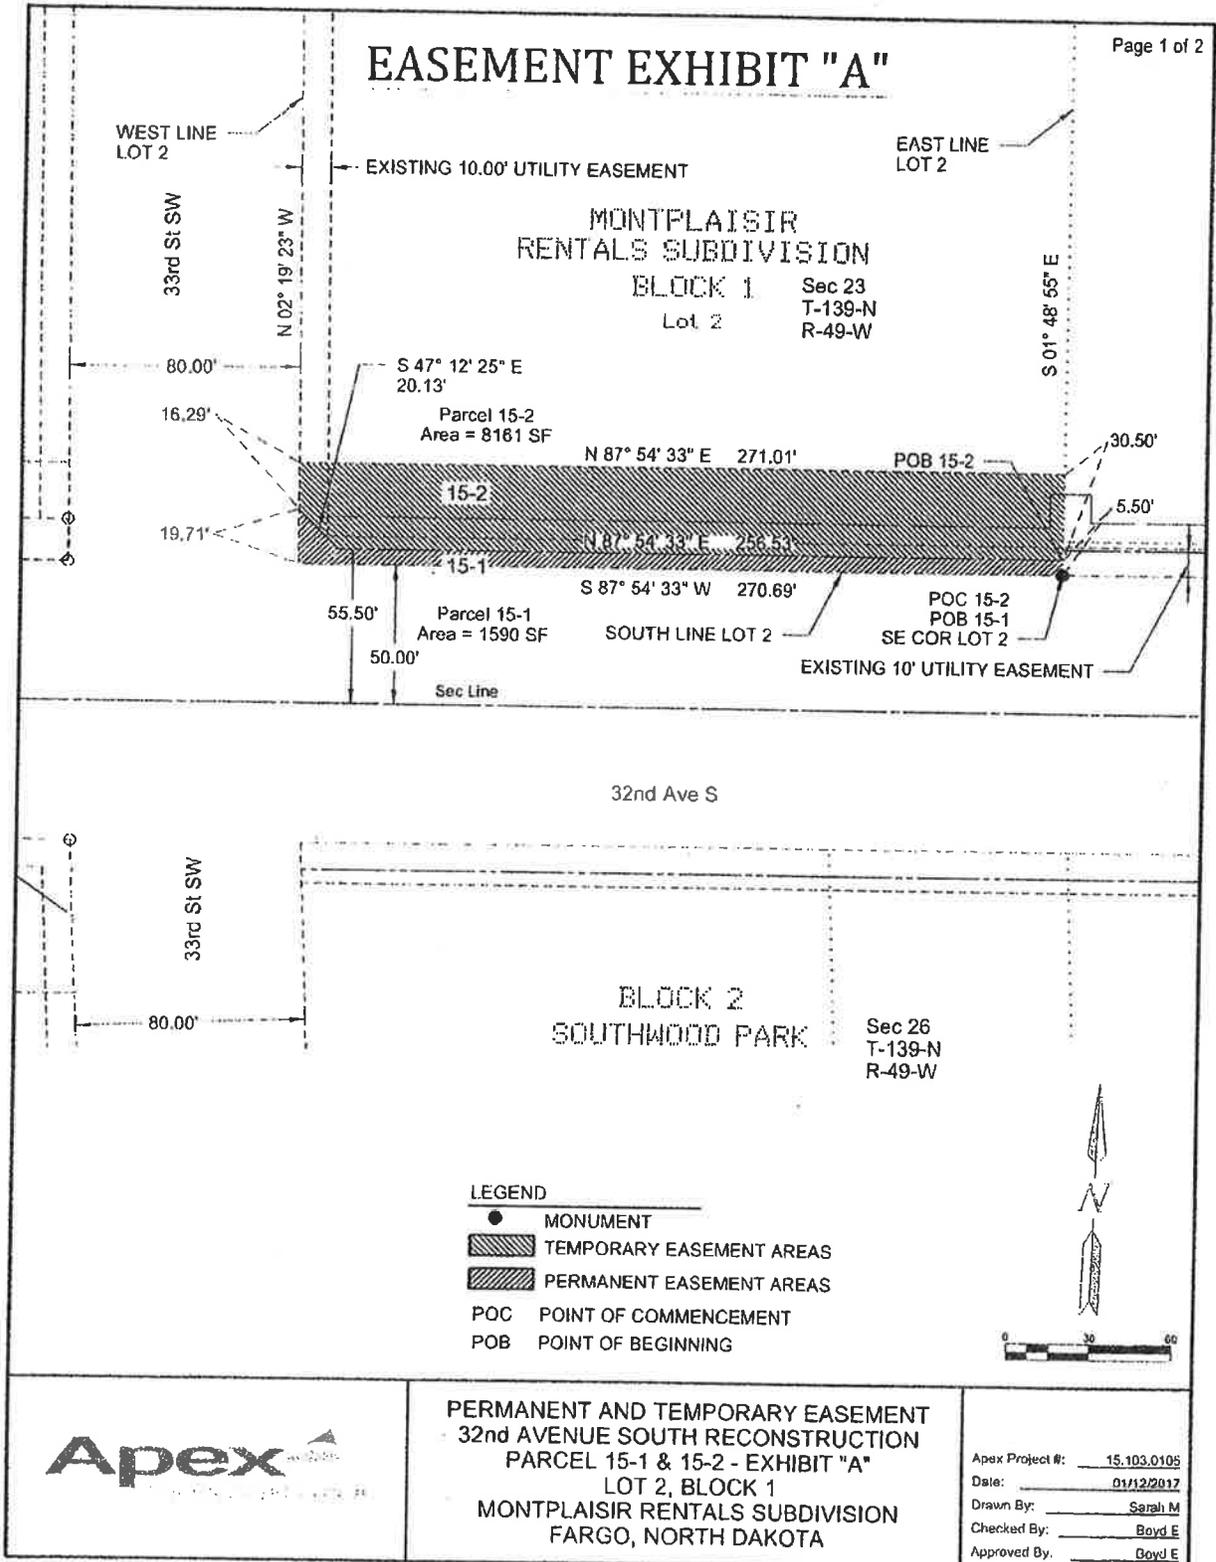 Page 1 of 2
EASEMENT EXHIBIT "A"
WEST LINE
LOT 2
EAST LINE
LOT 2
EXISTING 10.00' UTILITY EASEMENT
33rd St SW
N 02° 19' 23" W
MONTPLAISIR
RENTALS SUBDIVISION
BLOCK 1
Lot 2
Sec 23
T-139-N
R-49-W
S 01° 48' 55" E
80.00'
S 47° 12' 25" E
20.13'
16.29'
Parcel 15-2
Area = 8161 SF
N 87° 54' 33" E 271.01'
POB 15-2
30.50'
15-2
5.50'
19.71'
N 87° 54' 33" E 256.53'
15-1
S 87° 54' 33" W 270.69'
55.50'
Parcel 15-1
Area = 1590 SF
50.00'
SOUTH LINE LOT 2
POC 15-2
POB 15-1
SE COR LOT 2
EXISTING 10' UTILITY EASEMENT
Sec Line
32nd Ave S
33rd St SW
80.00'
BLOCK 2
SOUTHWOOD PARK
Sec 26
T-139-N
R-49-W
N
LEGEND
MONUMENT
TEMPORARY EASEMENT AREAS
PERMANENT EASEMENT AREAS
POC POINT OF COMMENCEMENT
POB POINT OF BEGINNING
0 30 60
Apex
PERMANENT AND TEMPORARY EASEMENT
32nd AVENUE SOUTH RECONSTRUCTION
PARCEL 15-1 & 15-2 - EXHIBIT "A"
LOT 2, BLOCK 1
MONTPLAISIR RENTALS SUBDIVISION
FARGO, NORTH DAKOTA
Apex Project #: 15.103.0105
Date: 01/12/2017
Drawn By: Sarah M
Checked By: Boyd E
Approved By. Boyd E